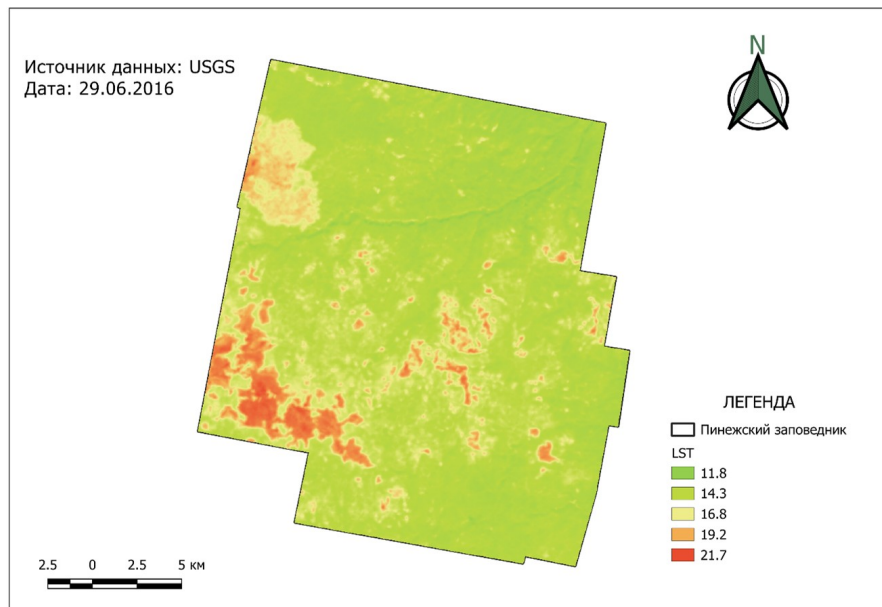 Источник данных: USGS
Дата: 29.06.2016
N
ЛЕГЕНДА
Пинежский заповедник
LST
11.8
14.3
16.8
19.2
21.7
2.5 0 2.5 5 км